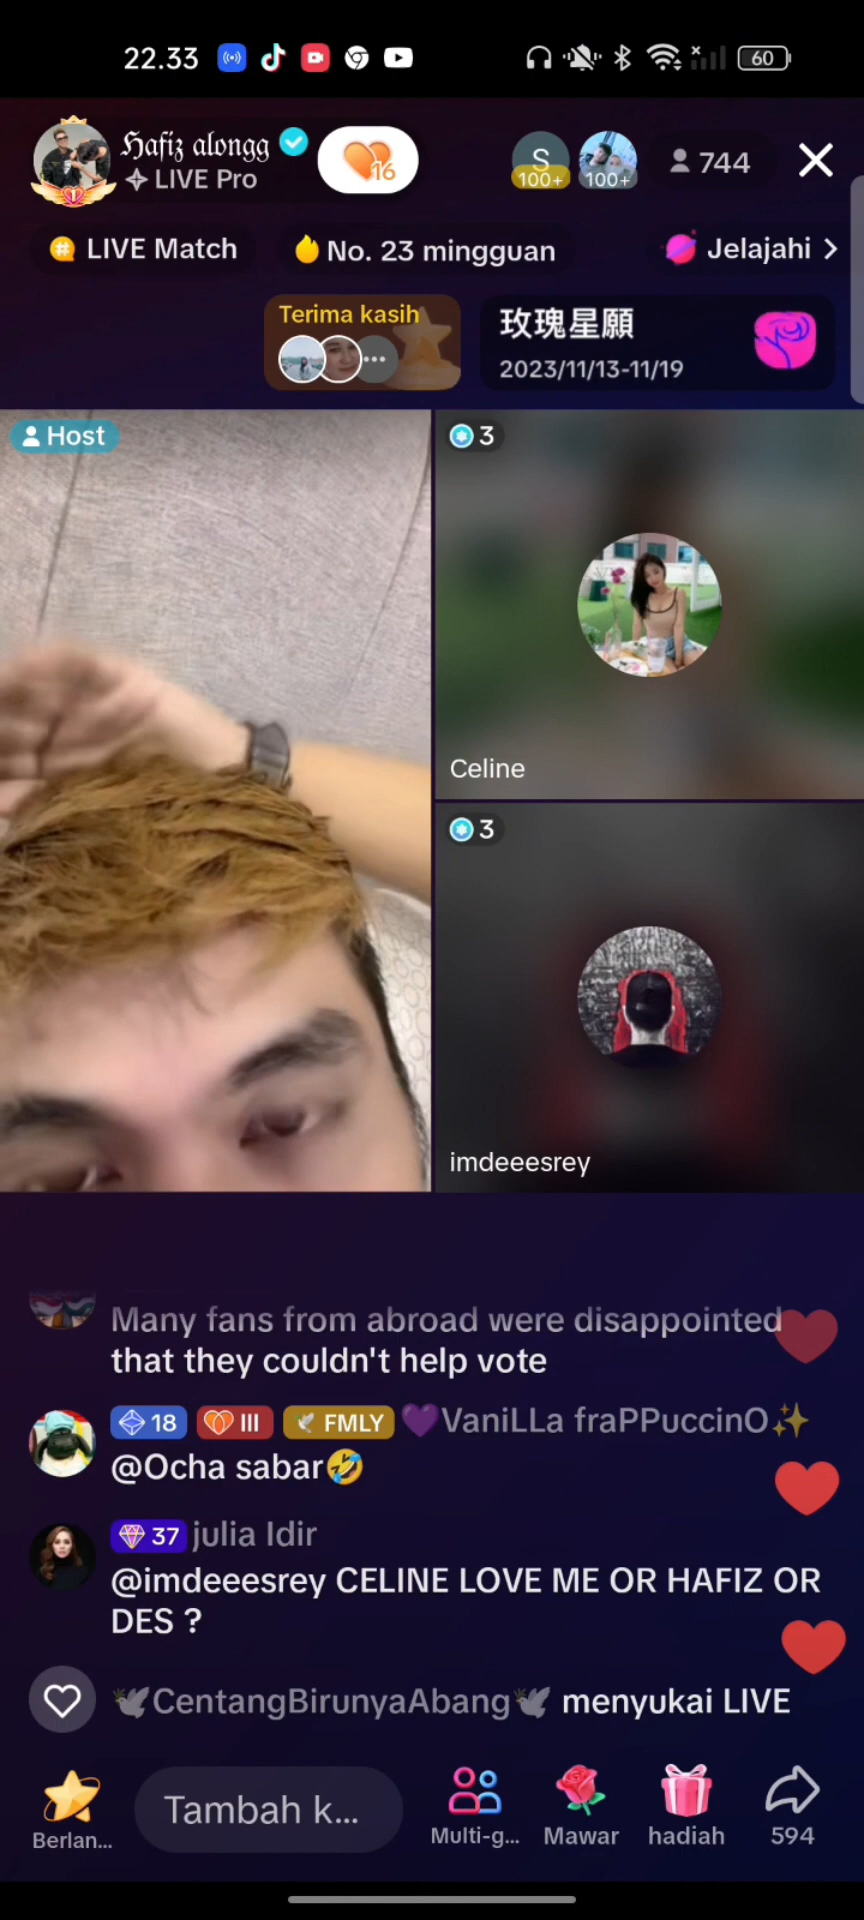 22.33
60
Hafiz alongg
LIVE Pro
16
S
100+
100+
744
LIVE Match
No. 23 mingguan
Jelajahi
Terima kasih
玫瑰星願
2023/11/13-11/19
Host
3
Celine
3
imdeeesrey
Many fans from abroad were disappointed
that they couldn't help vote
18 III FMLY 💜VaniLLa fraPPuccinO✨
@Ocha sabar🤣
37 julia Idir
@imdeeesrey CELINE LOVE ME OR HAFIZ OR
DES ?
🕊CentangBirunyaAbang🕊 menyukai LIVE
Tambah k...
Berlan...
Multi-g...
Mawar
hadiah
594